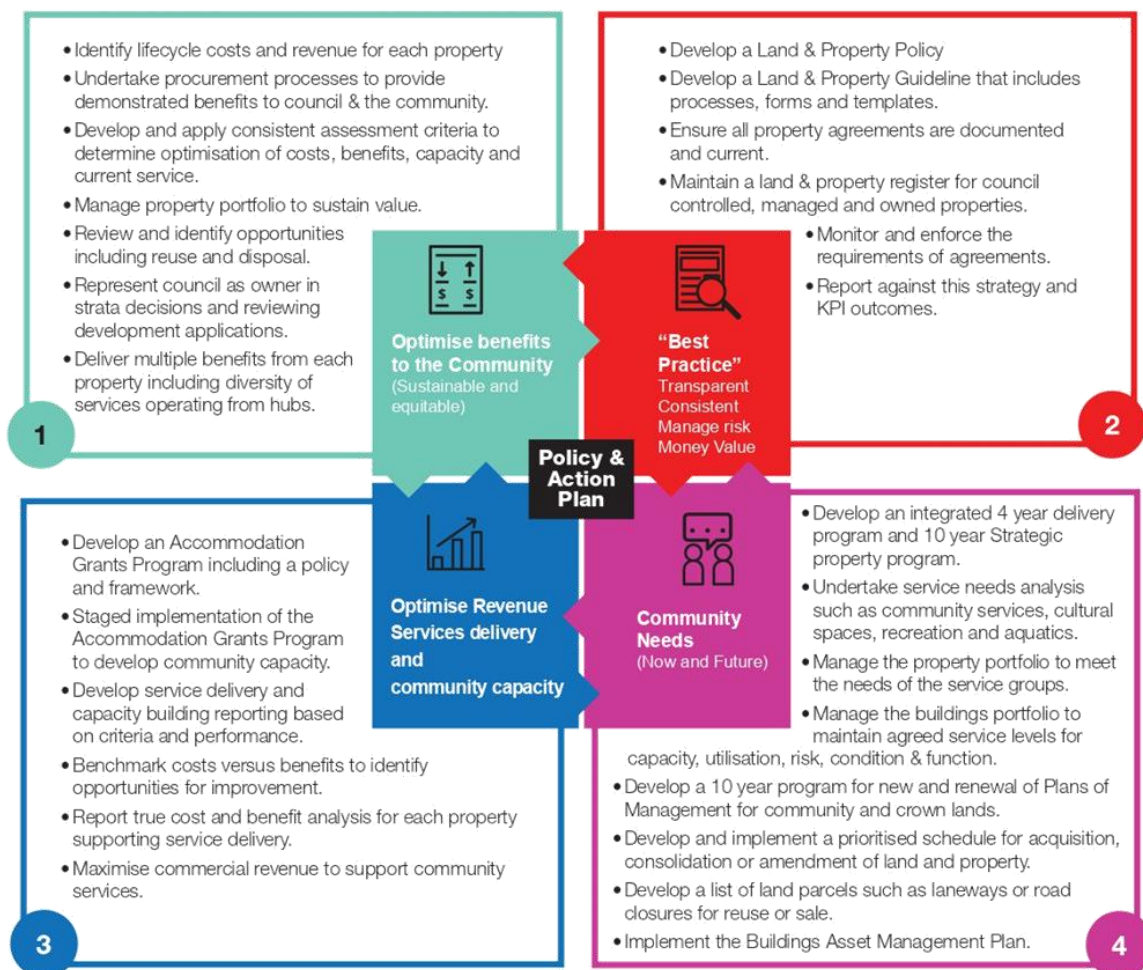 • Identify lifecycle costs and revenue for each property
• Undertake procurement processes to provide
demonstrated benefits to council & the community.
• Develop and apply consistent assessment criteria to
determine optimisation of costs, benefits, capacity and
current service.
• Manage property portfolio to sustain value.
• Review and identify opportunities
including reuse and disposal.
• Represent council as owner in
strata decisions and reviewing
development applications.
• Deliver multiple benefits from each
property including diversity of
services operating from hubs.
1
$ $
$ $
Optimise benefits
to the Community
(Sustainable and
equitable)
• Develop a Land & Property Policy
• Develop a Land & Property Guideline that includes
processes, forms and templates.
• Ensure all property agreements are documented
and current.
• Maintain a land & property register for council
controlled, managed and owned properties.
• Monitor and enforce the
requirements of agreements.
• Report against this strategy and
KPI outcomes.
2
“Best
Practice”
Transparent
Consistent
Manage risk
Money Value
Policy &
Action
Plan
• Develop an Accommodation
Grants Program including a policy
and framework.
• Staged implementation of the
Accommodation Grants Program
to develop community capacity.
• Develop service delivery and
capacity building reporting based
on criteria and performance.
• Benchmark costs versus benefits to identify
opportunities for improvement.
• Report true cost and benefit analysis for each property
supporting service delivery.
• Maximise commercial revenue to support community
services.
3
Optimise Revenue
Services delivery
and
community capacity
Community
Needs
(Now and Future)
• Develop an integrated 4 year delivery
program and 10 year Strategic
property program.
• Undertake service needs analysis
such as community services, cultural
spaces, recreation and aquatics.
• Manage the property portfolio to meet
the needs of the service groups.
• Manage the buildings portfolio to
maintain agreed service levels for
capacity, utilisation, risk, condition & function.
• Develop a 10 year program for new and renewal of Plans of
Management for community and crown lands.
• Develop and implement a prioritised schedule for acquisition,
consolidation or amendment of land and property.
• Develop a list of land parcels such as laneways or road
closures for reuse or sale.
• Implement the Buildings Asset Management Plan.
4